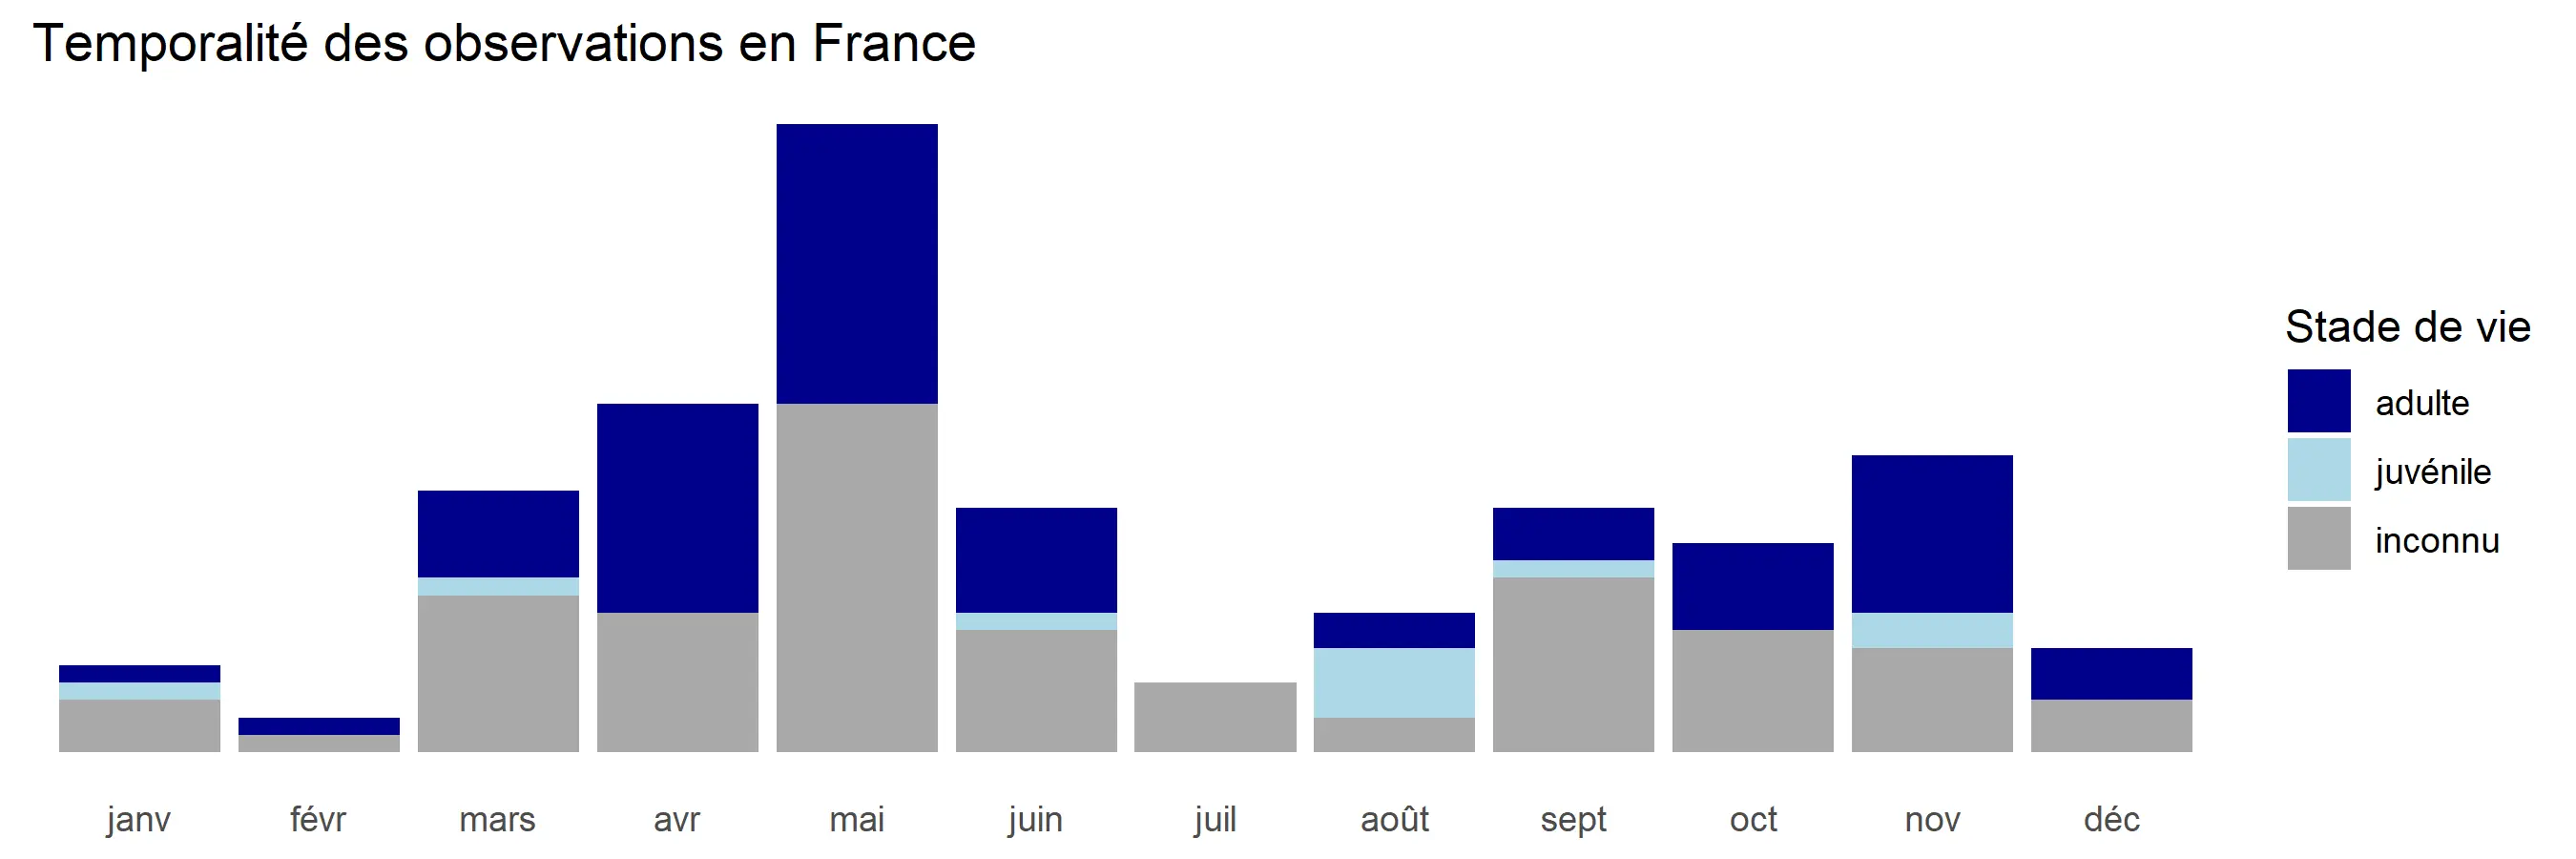 Temporalité des observations en France
Stade de vie
adulte
juvénile
inconnu
janv févr mars avr mai juin juil août sept oct nov déc